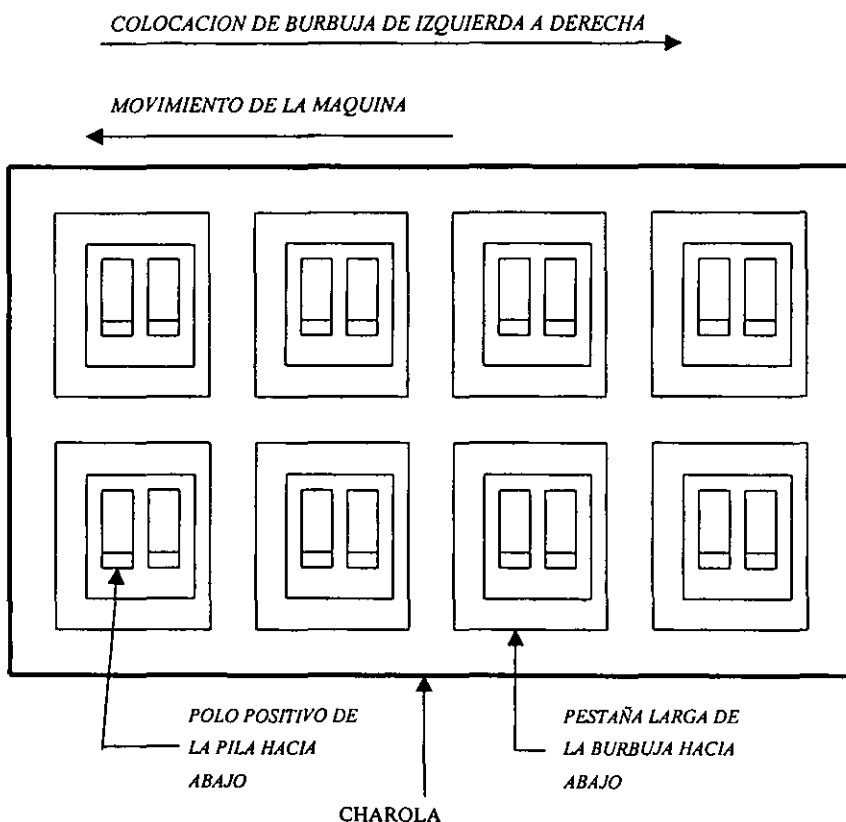 COLOCACION DE BURBUJA DE IZQUIERDA A DERECHA
MOVIMIENTO DE LA MAQUINA
POLO POSITIVO DE
LA PILA HACIA
ABAJO
PESTAÑA LARGA DE
LA BURBUJA HACIA
ABAJO
CHAROLA